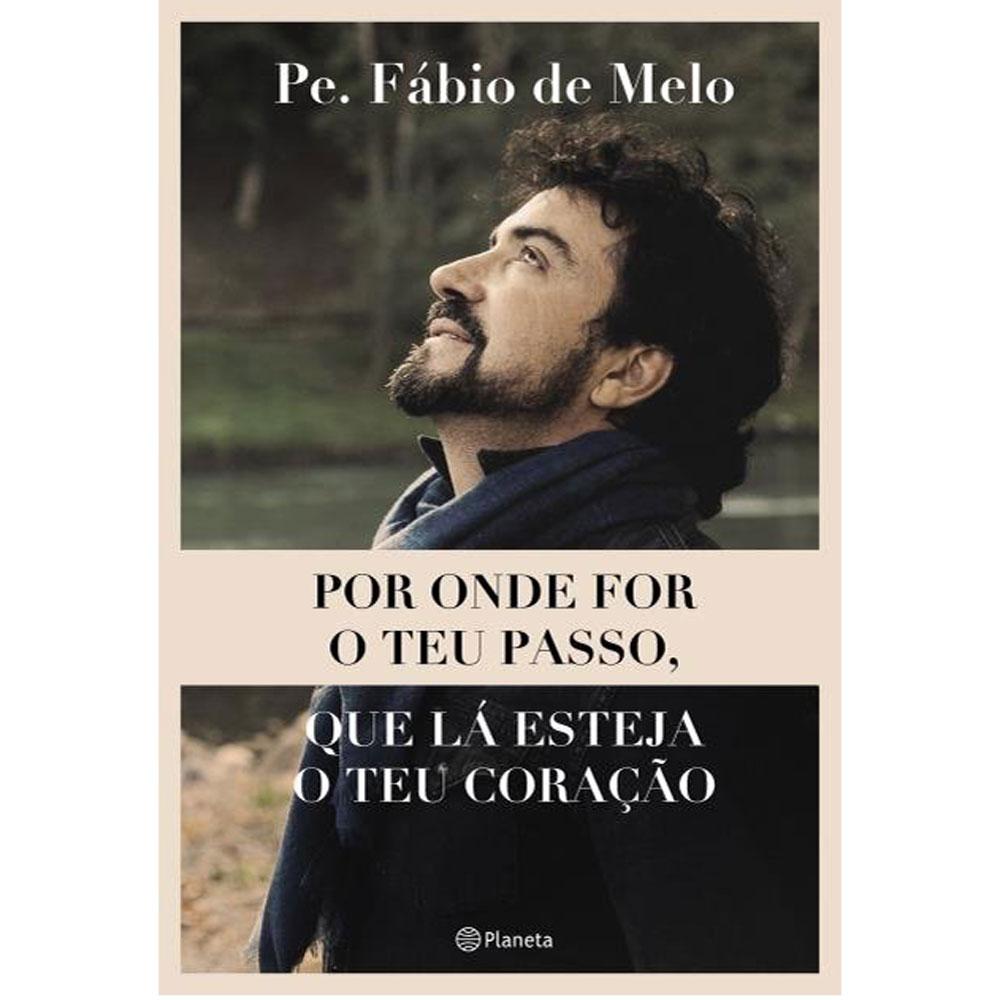 Pe. Fábio de Melo
POR ONDE FOR
O TEU PASSO,
QUE LÁ ESTEJA
O TEU CORAÇÃO
Planeta